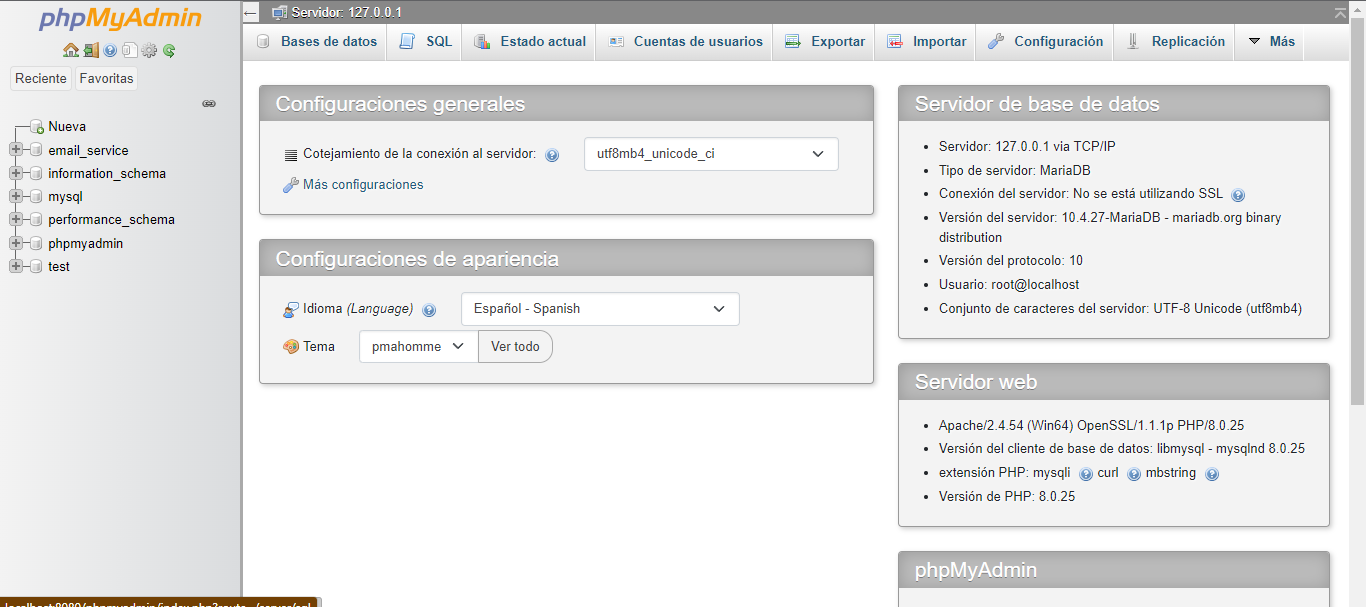 phpMyAdmin
Reciente Favoritas
Nueva
email_service
information_schema
mysql
performance_schema
phpmyadmin
test
Servidor: 127.0.0.1
Bases de datos SQL Estado actual Cuentas de usuarios Exportar Importar Configuración Replicación Más
Configuraciones generales
Cotejamiento de la conexión al servidor: utf8mb4_unicode_ci
Más configuraciones
Configuraciones de apariencia
Idioma (Language) Español - Spanish
Tema pmahomme Ver todo
Servidor de base de datos
Servidor: 127.0.0.1 via TCP/IP
Tipo de servidor: MariaDB
Conexión del servidor: No se está utilizando SSL
Versión del servidor: 10.4.27-MariaDB - mariadb.org binary
distribution
Versión del protocolo: 10
Usuario: root@localhost
Conjunto de caracteres del servidor: UTF-8 Unicode (utf8mb4)
Servidor web
Apache/2.4.54 (Win64) OpenSSL/1.1.1p PHP/8.0.25
Versión del cliente de base de datos: libmysql - mysqlnd 8.0.25
extensión PHP: mysqli curl mbstring
Versión de PHP: 8.0.25
phpMyAdmin